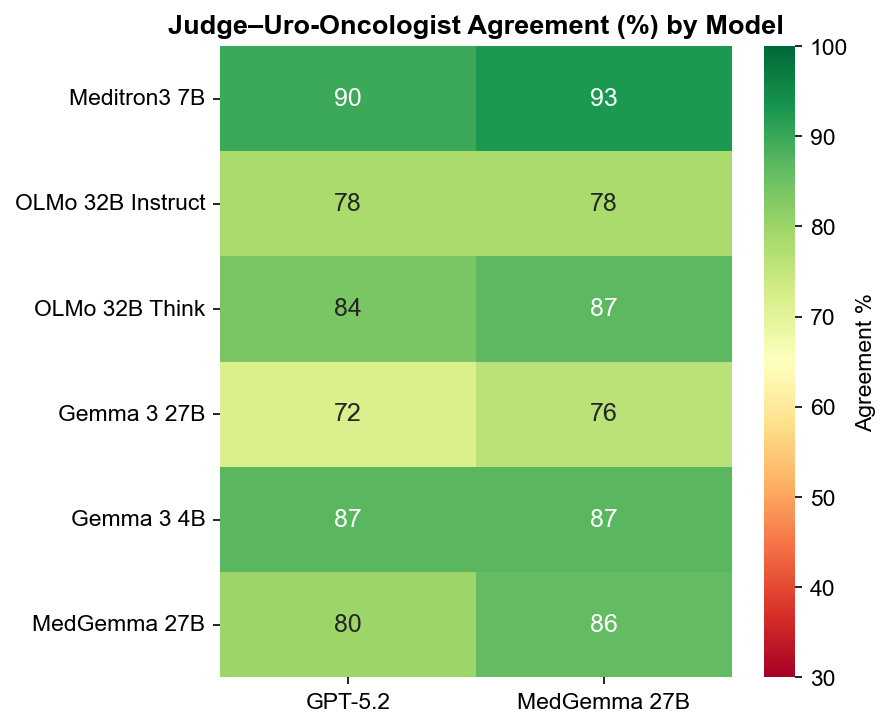 Judge–Uro-Oncologist Agreement (%) by Model
Meditron3 7B 90 93
OLMo 32B Instruct 78 78
OLMo 32B Think 84 87
Gemma 3 27B 72 76
Gemma 3 4B 87 87
MedGemma 27B 80 86
GPT-5.2 MedGemma 27B
100
90
80
70
60
50
40
30
Agreement %